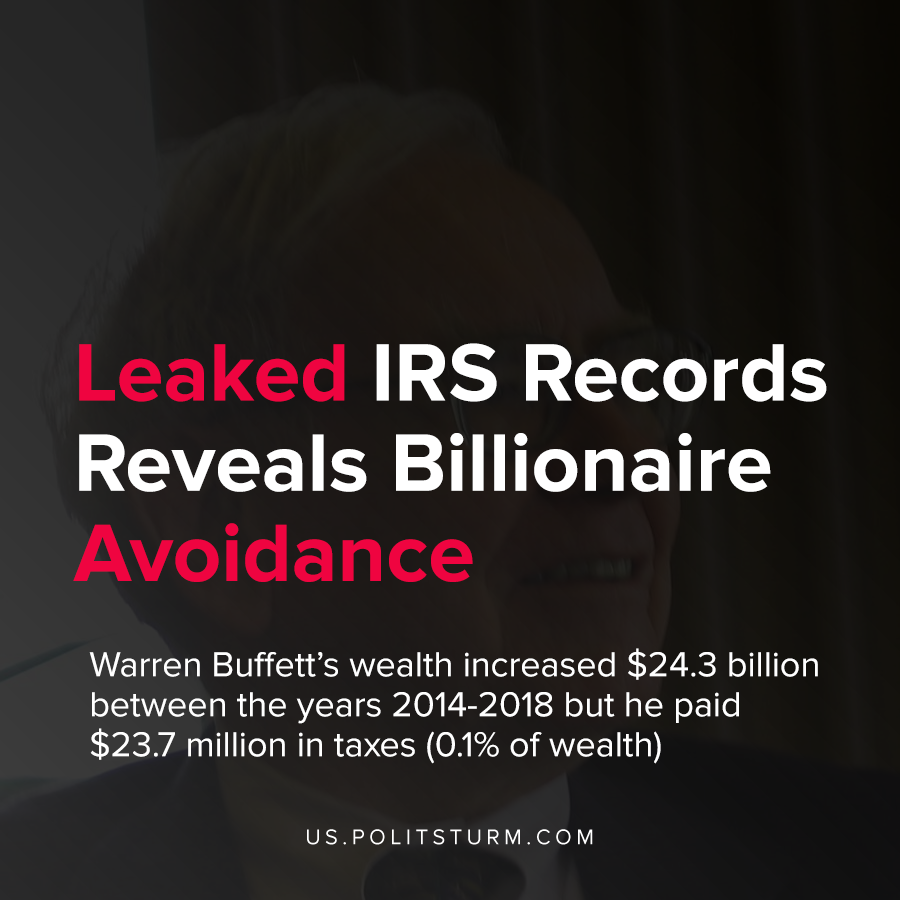 Leaked IRS Records
Reveals Billionaire
Avoidance
Warren Buffett’s wealth increased $24.3 billion
between the years 2014-2018 but he paid
$23.7 million in taxes (0.1% of wealth)
US.POLITSTURM.COM